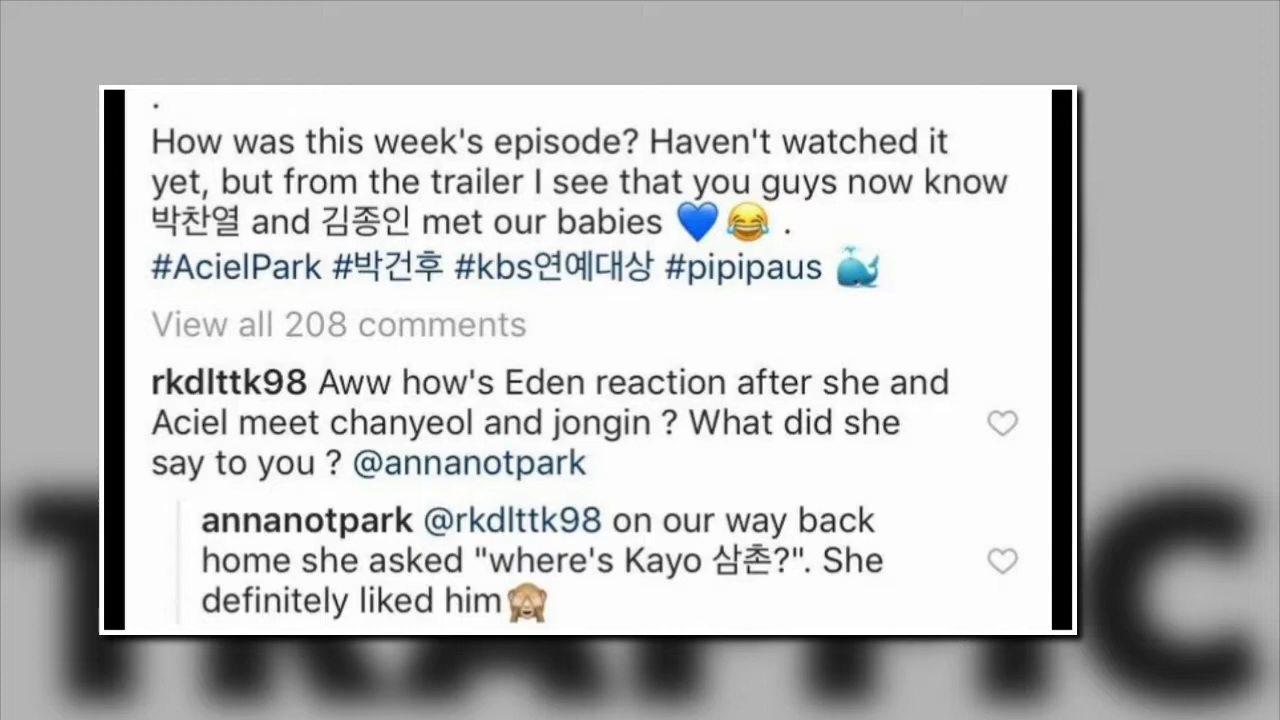 .
How was this week's episode? Haven't watched it
yet, but from the trailer I see that you guys now know
박찬열 and 김종인 met our babies 💙😂 .
#AcielPark #박건후 #kbs연예대상 #pipipaus 🐳
View all 208 comments
rkdlttk98 Aww how's Eden reaction after she and
Aciel meet chanyeol and jongin ? What did she
say to you ? @annanotpark
annanotpark @rkdlttk98 on our way back
home she asked "where's Kayo 삼촌?". She
definitely liked him🙈
TRAFFIC